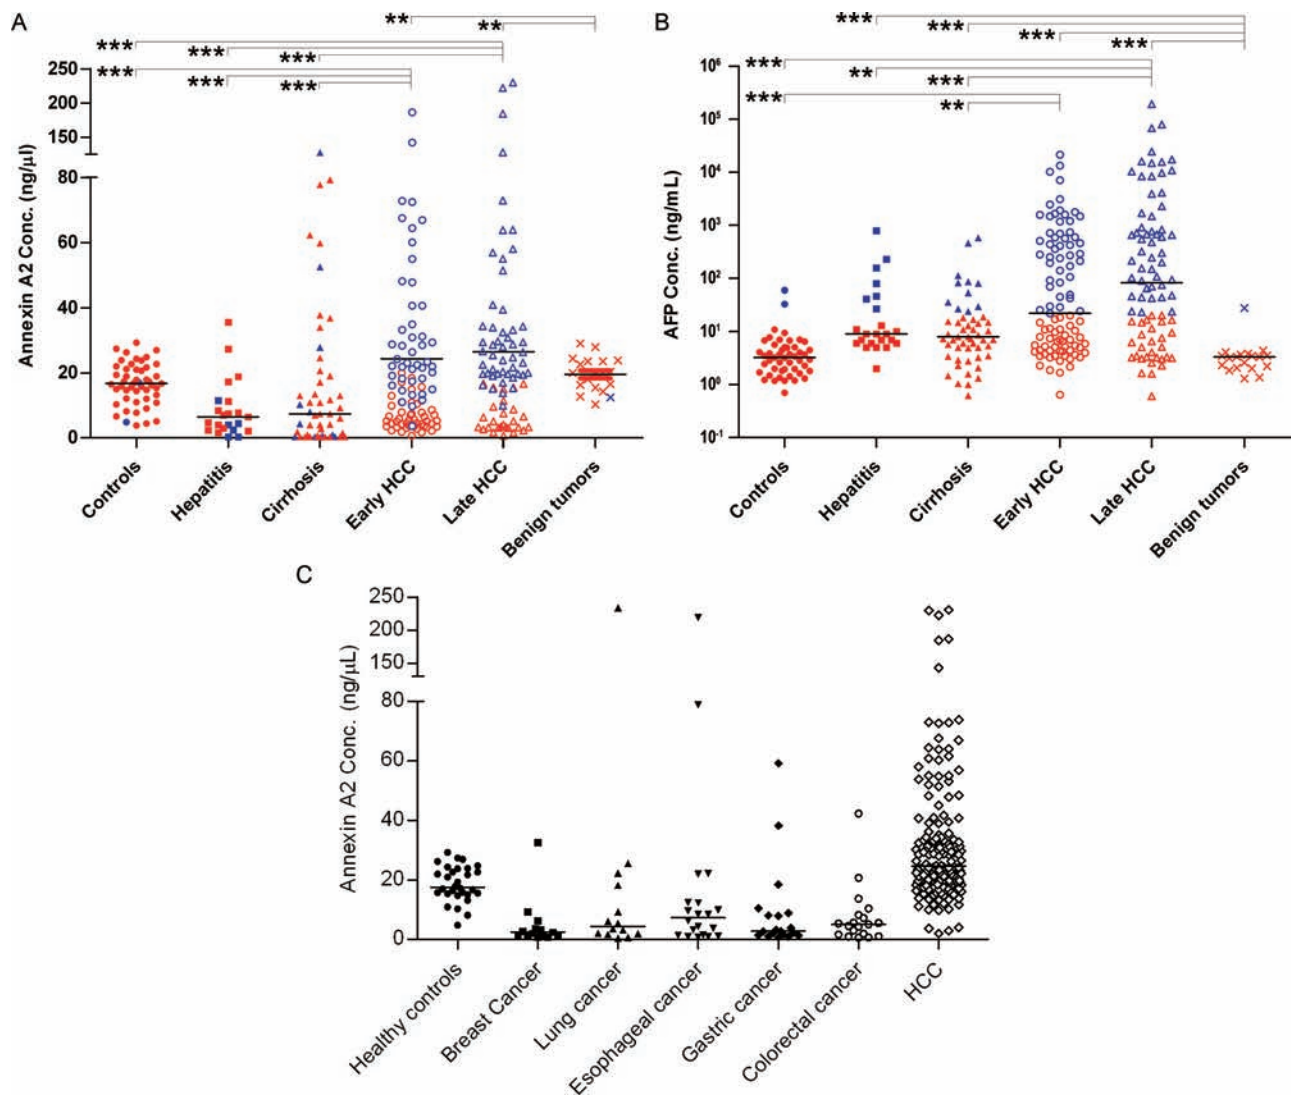 A
**
**
***
***
***
***
***
***
Annexin A2 Conc. (ng/μl)
250
200
150
80
60
40
20
0
Controls
Hepatitis
Cirrhosis
Early HCC
Late HCC
Benign tumors
B
***
***
***
***
***
**
***
***
**
AFP Conc. (ng/mL)
10⁶
10⁵
10⁴
10³
10²
10¹
10⁰
10⁻¹
Controls
Hepatitis
Cirrhosis
Early HCC
Late HCC
Benign tumors
C
Annexin A2 Conc. (ng/μL)
250
200
150
80
60
40
20
0
Healthy controls
Breast Cancer
Lung cancer
Esophageal cancer
Gastric cancer
Colorectal cancer
HCC